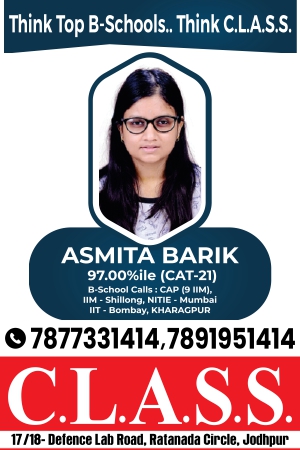 Think Top B-Schools.. Think C.L.A.S.S.
ASMITA BARIK
97.00%ile (CAT-21)
B-School Calls : CAP (9 IIM),
IIM - Shillong, NITIE - Mumbai
IIT - Bombay, KHARAGPUR
7877331414,7891951414
C.L.A.S.S.
17/18- Defence Lab Road, Ratanada Circle, Jodhpur